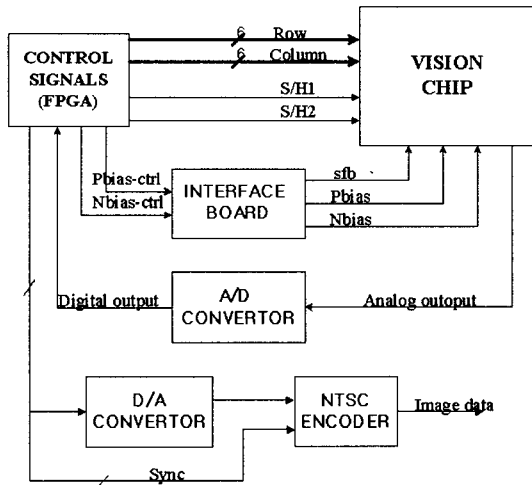 6 Row
6 Column
CONTROL
SIGNALS
(FPGA)
VISION
CHIP
S/H1
S/H2
Pbias-ctrl
Nbias-ctrl
INTERFACE
BOARD
sfb
Pbias
Nbias
Digital output
A/D
CONVERTOR
Analog outoput
D/A
CONVERTOR
NTSC
ENCODER
Image data
Sync